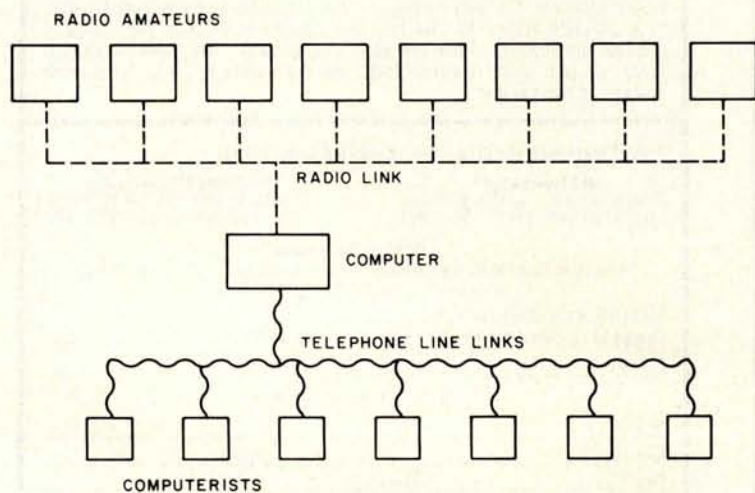 RADIO AMATEURS
RADIO LINK
COMPUTER
TELEPHONE LINE LINKS
COMPUTERISTS